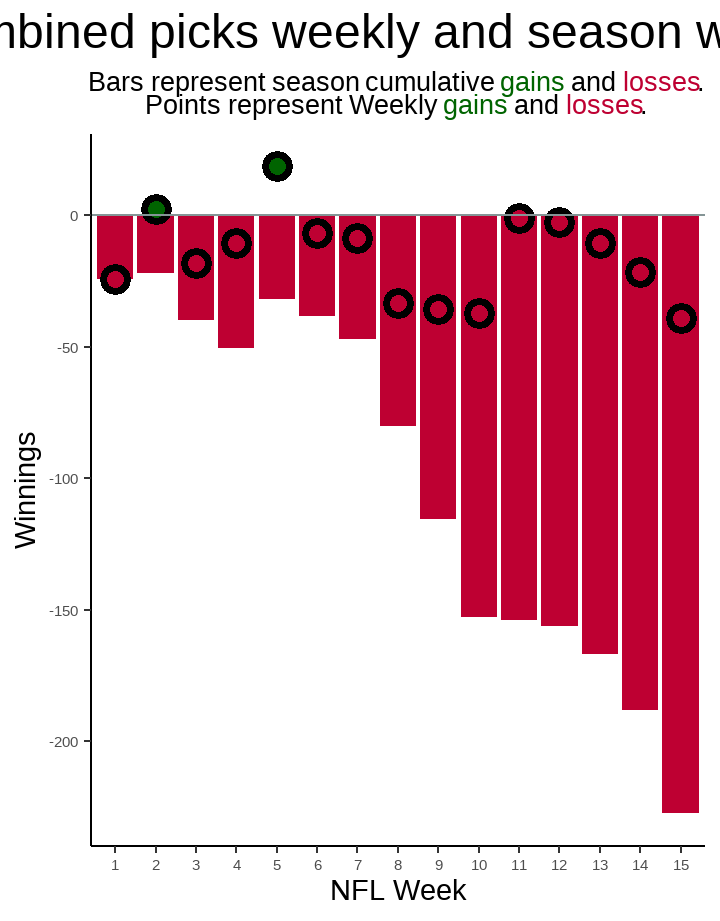 mbined picks weekly and season w
Bars represent season cumulative gains and losses.
Points represent Weekly gains and losses.
Winnings
0
-50
-100
-150
-200
1 2 3 4 5 6 7 8 9 10 11 12 13 14 15
NFL Week